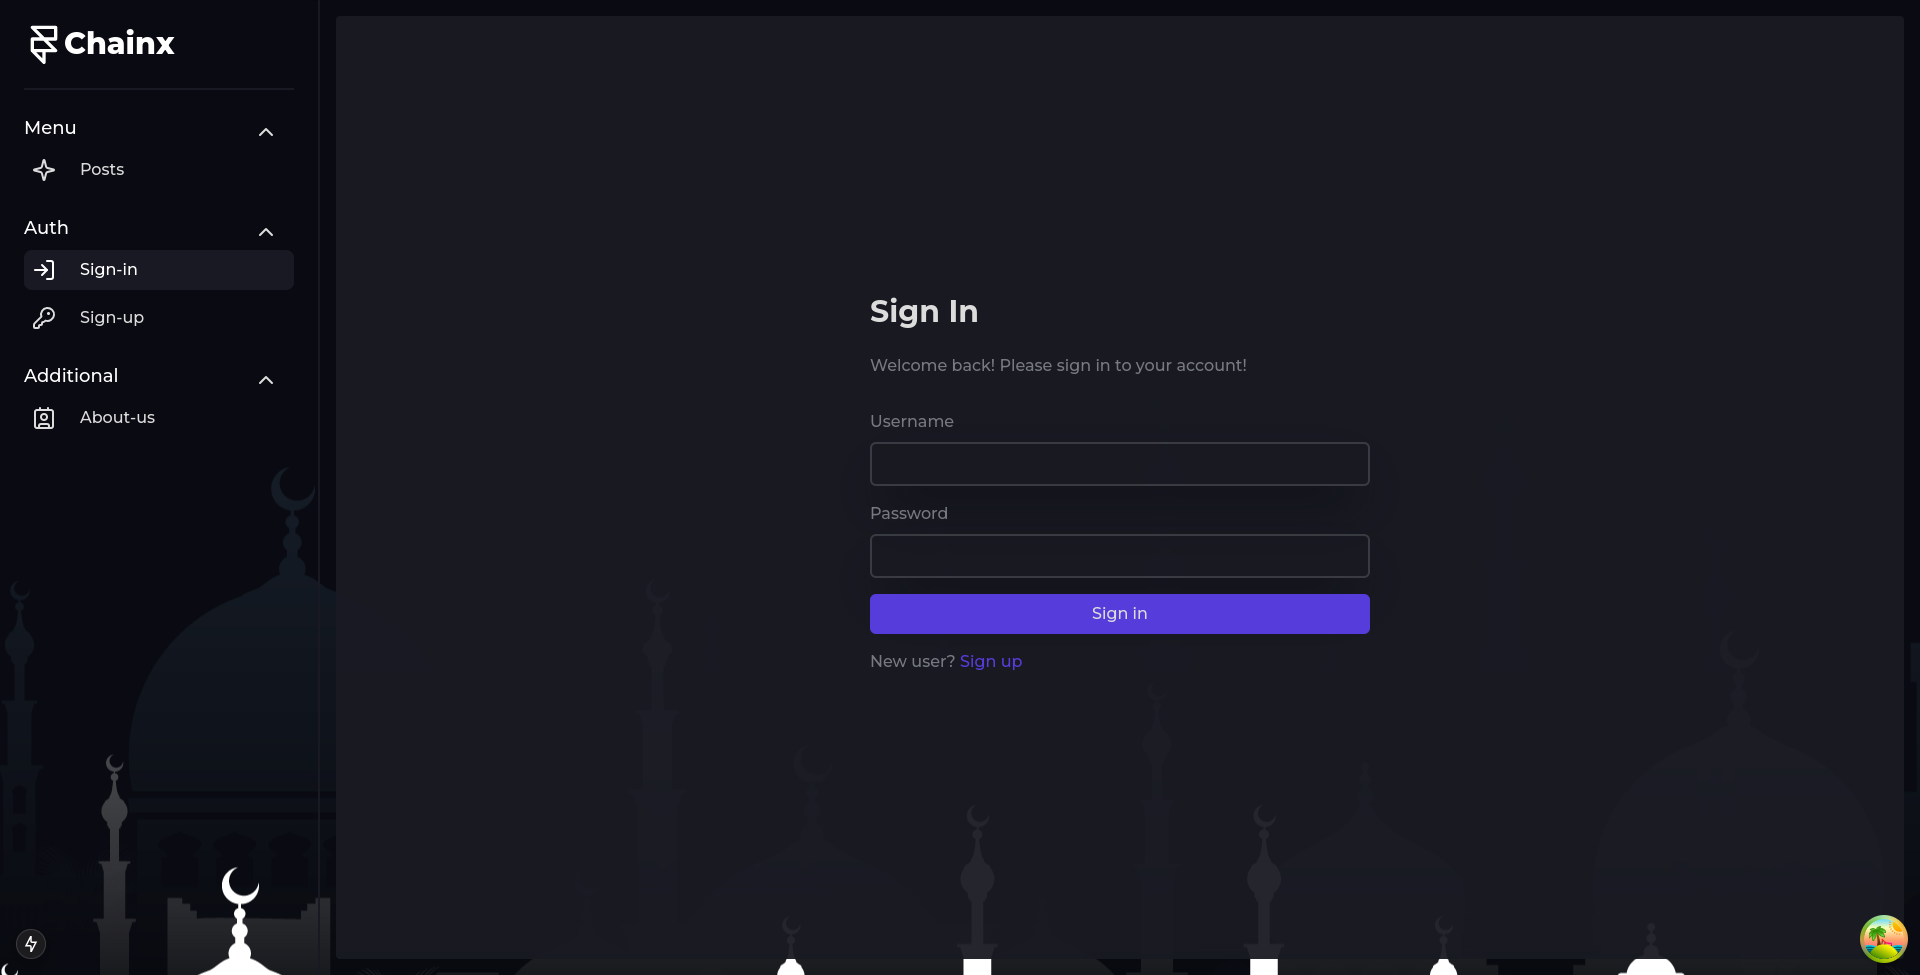 Chainx
Menu
Posts
Auth
Sign-in
Sign-up
Additional
About-us
Sign In
Welcome back! Please sign in to your account!
Username
Password
Sign in
New user? Sign up